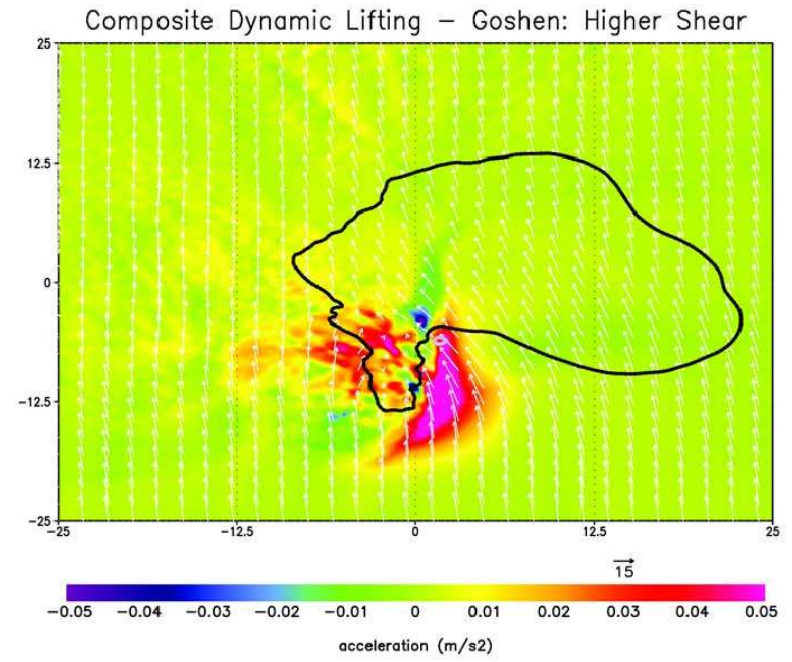 Composite Dynamic Lifting – Goshen: Higher Shear
25
12.5
0
−12.5
−25
−25 −12.5 0 12.5 25
15
−0.05 −0.04 −0.03 −0.02 −0.01 0 0.01 0.02 0.03 0.04 0.05
acceleration (m/s2)